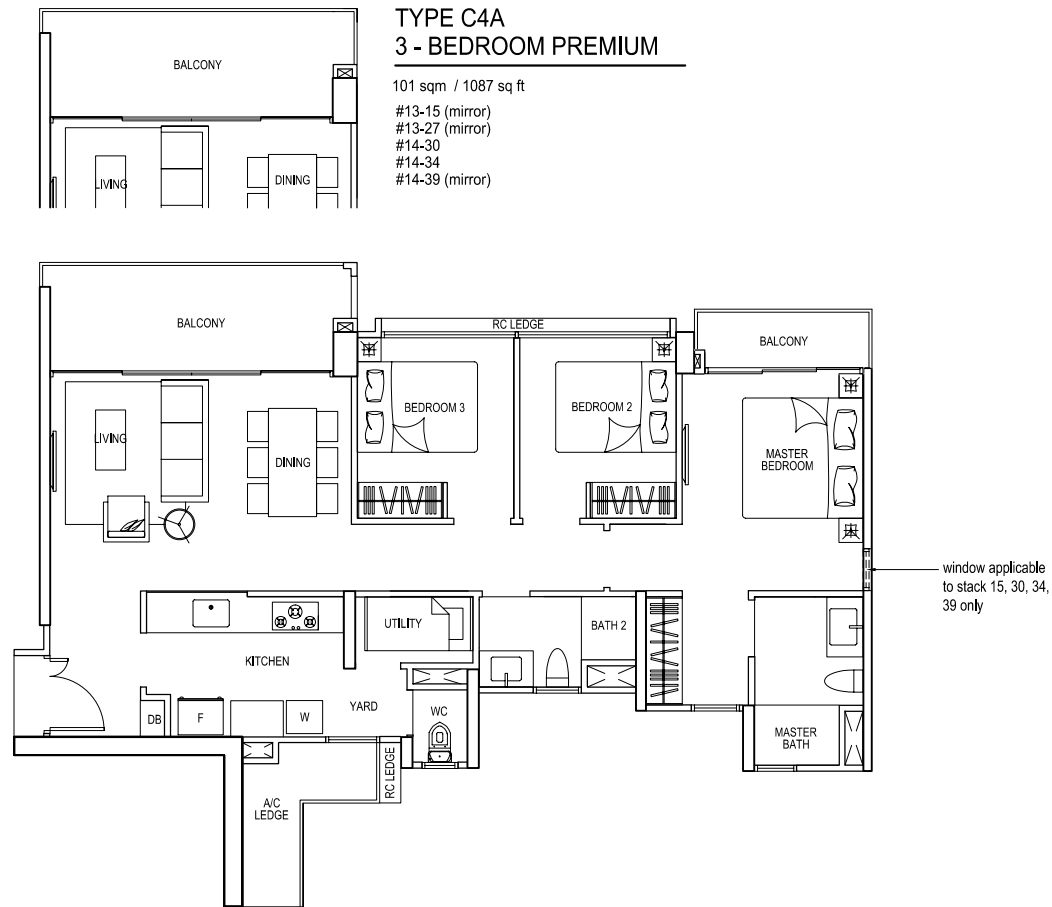 TYPE C4A
3 - BEDROOM PREMIUM
101 sqm / 1087 sq ft
#13-15 (mirror)
#13-27 (mirror)
#14-30
#14-34
#14-39 (mirror)
BALCONY
LIVING
DINING
BALCONY
RC LEDGE
BALCONY
LIVING
DINING
BEDROOM 3
BEDROOM 2
MASTER
BEDROOM
window applicable
to stack 15, 30, 34,
39 only
UTILITY
BATH 2
KITCHEN
YARD
WC
DB
F
W
MASTER
BATH
RC LEDGE
A/C
LEDGE